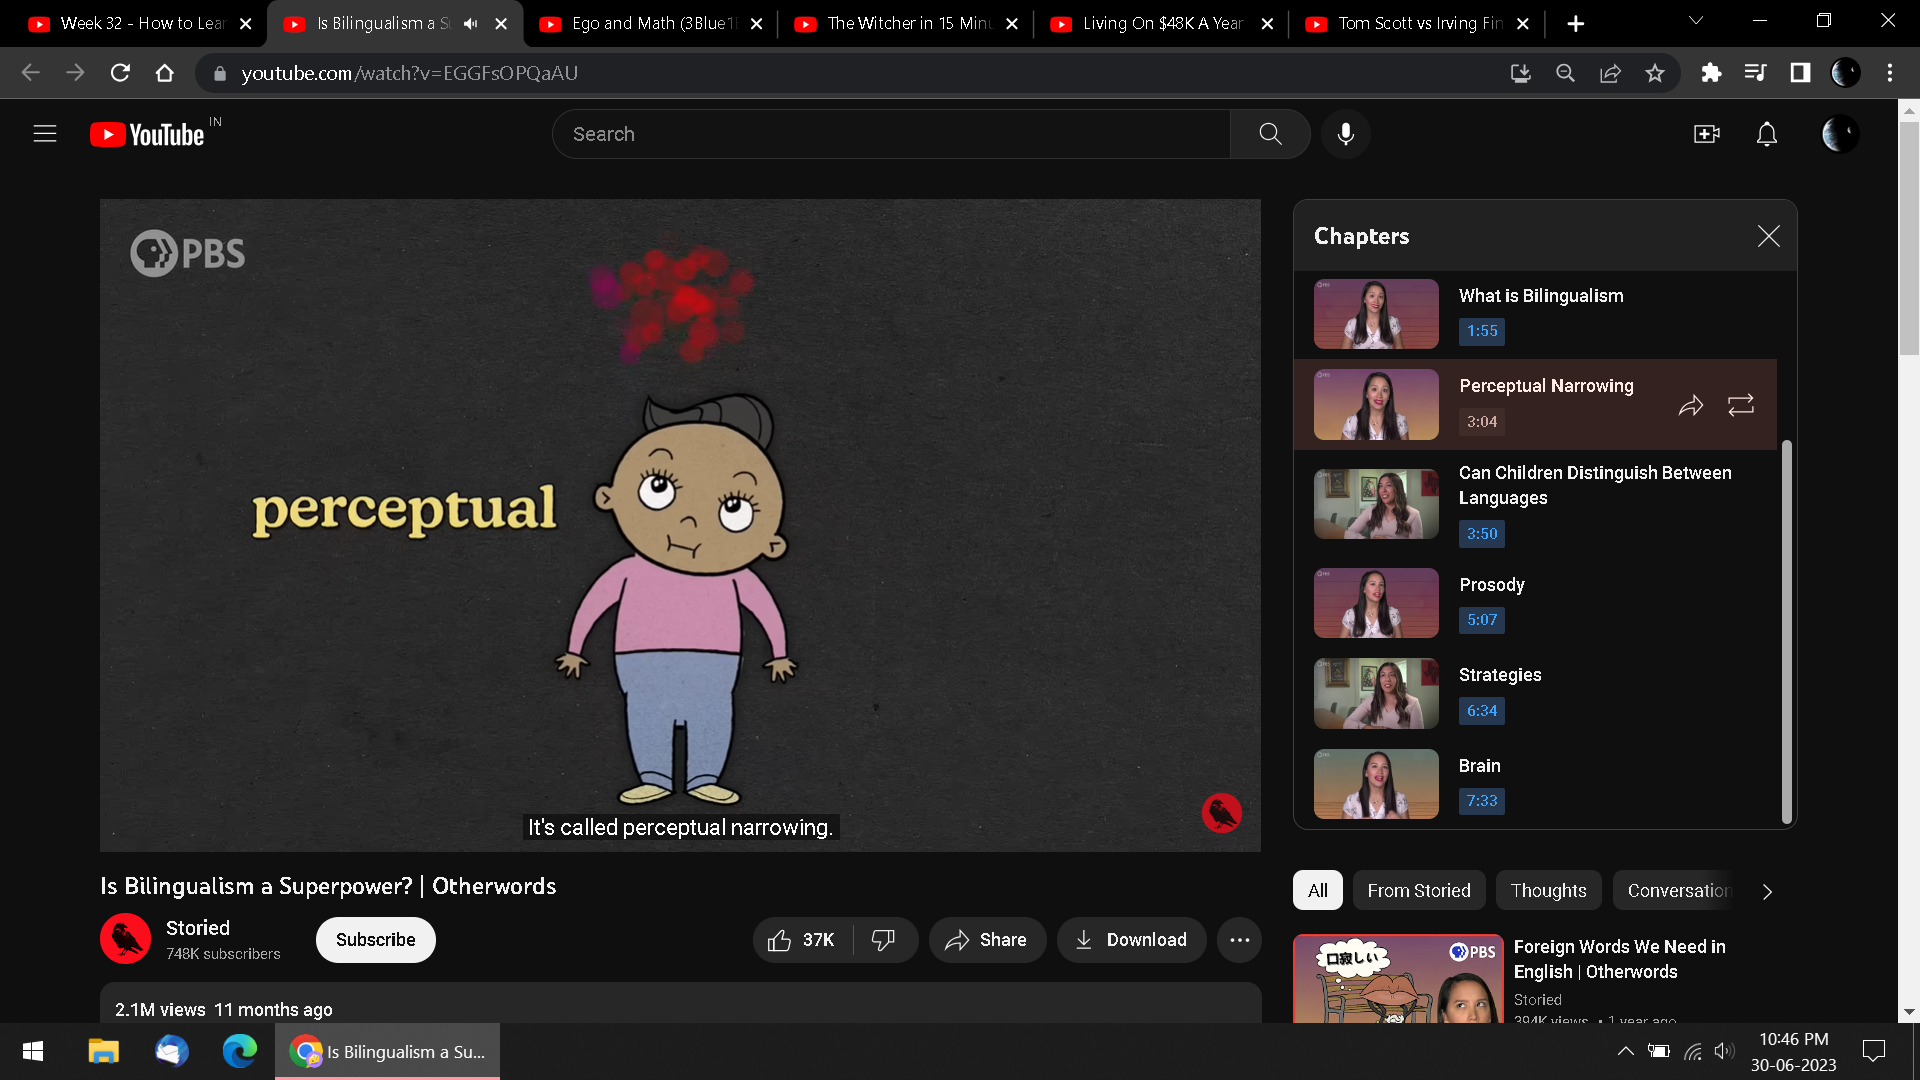 Week 32 - How to Lea
Is Bilingualism a S
Ego and Math (3Blue1
The Witcher in 15 Minu
Living On $48K A Year
Tom Scott vs Irving Fin
youtube.com/watch?v=EGGFsOPQaAU
YouTube IN
Search
PBS
perceptual
It's called perceptual narrowing.
Chapters
What is Bilingualism
1:55
Perceptual Narrowing
3:04
Can Children Distinguish Between
Languages
3:50
Prosody
5:07
Strategies
6:34
Brain
7:33
Is Bilingualism a Superpower? | Otherwords
Storied
748K subscribers
Subscribe
37K
Share
Download
2.1M views 11 months ago
All
From Storied
Thoughts
Conversation
口寂しい
PBS
Foreign Words We Need in
English | Otherwords
Storied
394K views • 1 year ago
Is Bilingualism a Su...
10:46 PM
30-06-2023